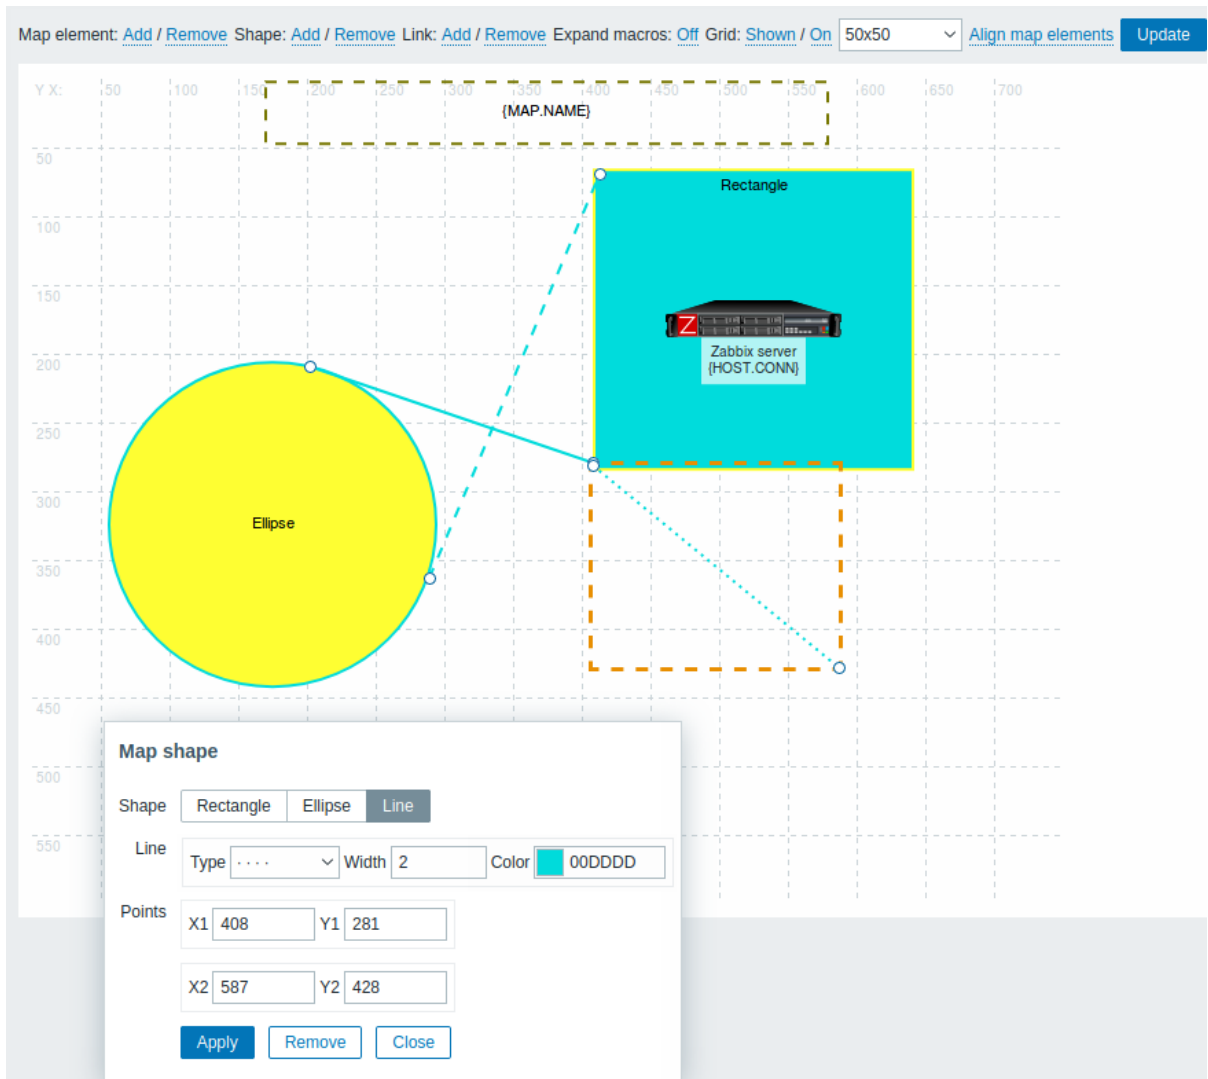 Map element: Add / Remove Shape: Add / Remove Link: Add / Remove Expand macros: Off Grid: Shown / On 50x50 Align map elements Update
Y X: 50 100 150 200 250 300 350 400 450 500 550 600 650 700
{MAP.NAME}
50
Rectangle
100
150
Z
Zabbix server
200
{HOST.CONN}
250
300
Ellipse
350
400
450
Map shape
500
Shape Rectangle Ellipse Line
550
Line Type Width 2 Color 00DDDD
Points
X1 408 Y1 281
X2 587 Y2 428
Apply Remove Close